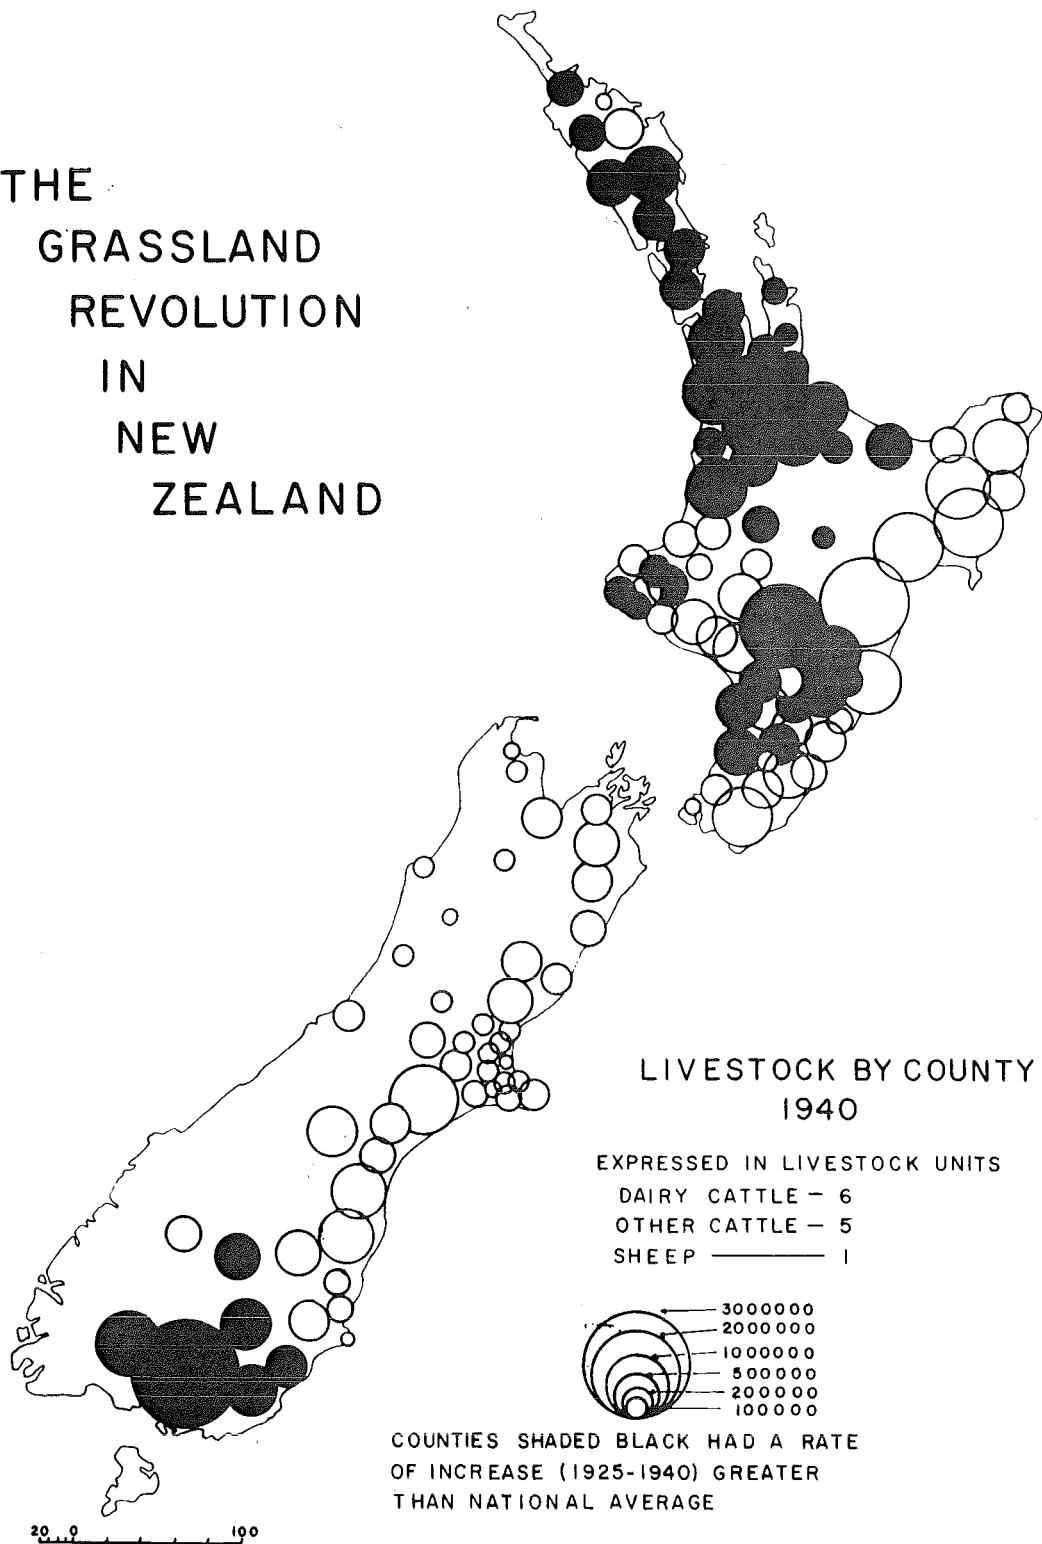 THE
GRASSLAND
REVOLUTION
IN
NEW
ZEALAND
LIVESTOCK BY COUNTY
1940
EXPRESSED IN LIVESTOCK UNITS
DAIRY CATTLE – 6
OTHER CATTLE – 5
SHEEP ——— 1
3000000
2000000
1000000
500000
200000
100000
COUNTIES SHADED BLACK HAD A RATE
OF INCREASE (1925-1940) GREATER
THAN NATIONAL AVERAGE
20 0 100